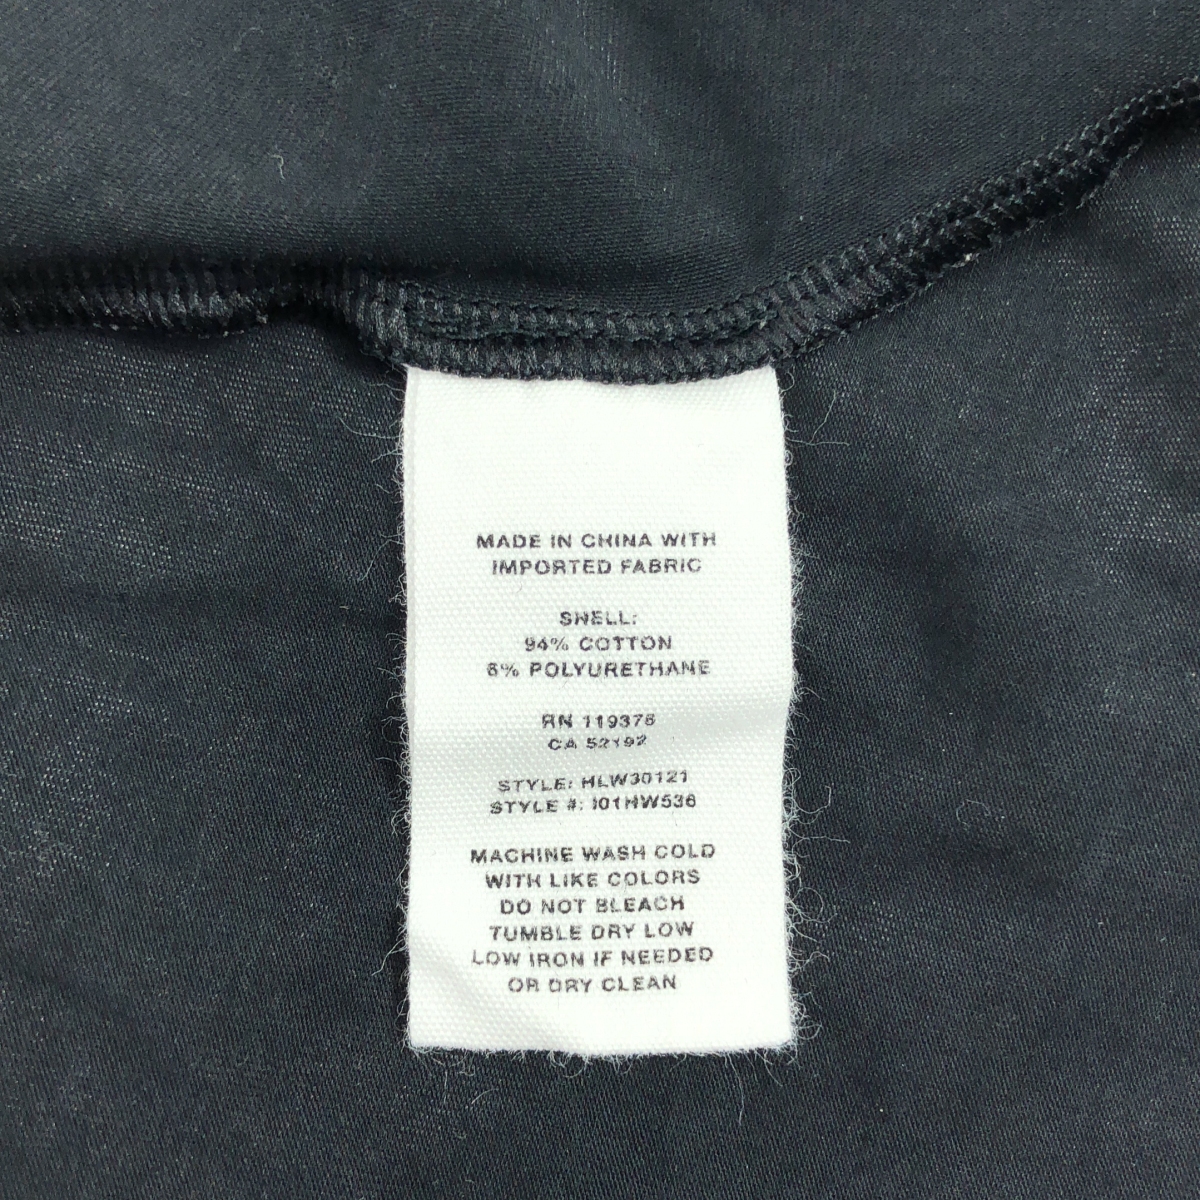 MADE IN CHINA WITH
IMPORTED FABRIC
SHELL:
94% COTTON
6% POLYURETHANE
RN 119376
CA 52192
STYLE: HLW30121
STYLE #: I01HW536
MACHINE WASH COLD
WITH LIKE COLORS
DO NOT BLEACH
TUMBLE DRY LOW
LOW IRON IF NEEDED
OR DRY CLEAN